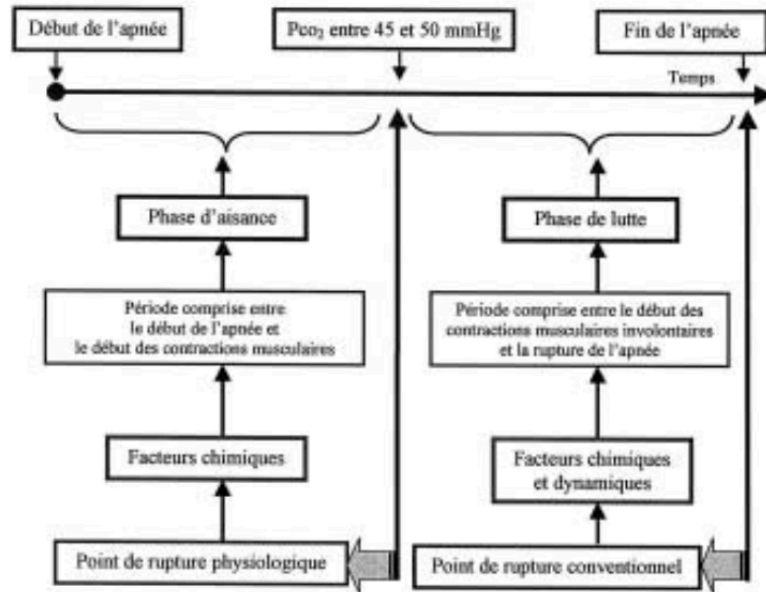 Début de l'apnée
Pco₂ entre 45 et 50 mmHg
Fin de l'apnée
Temps
Phase d'aisance
Phase de lutte
Période comprise entre
le début de l'apnée et
le début des contractions musculaires
Période comprise entre le début des
contractions musculaires involontaires
et la rupture de l'apnée
Facteurs chimiques
Facteurs chimiques
et dynamiques
Point de rupture physiologique
Point de rupture conventionnel